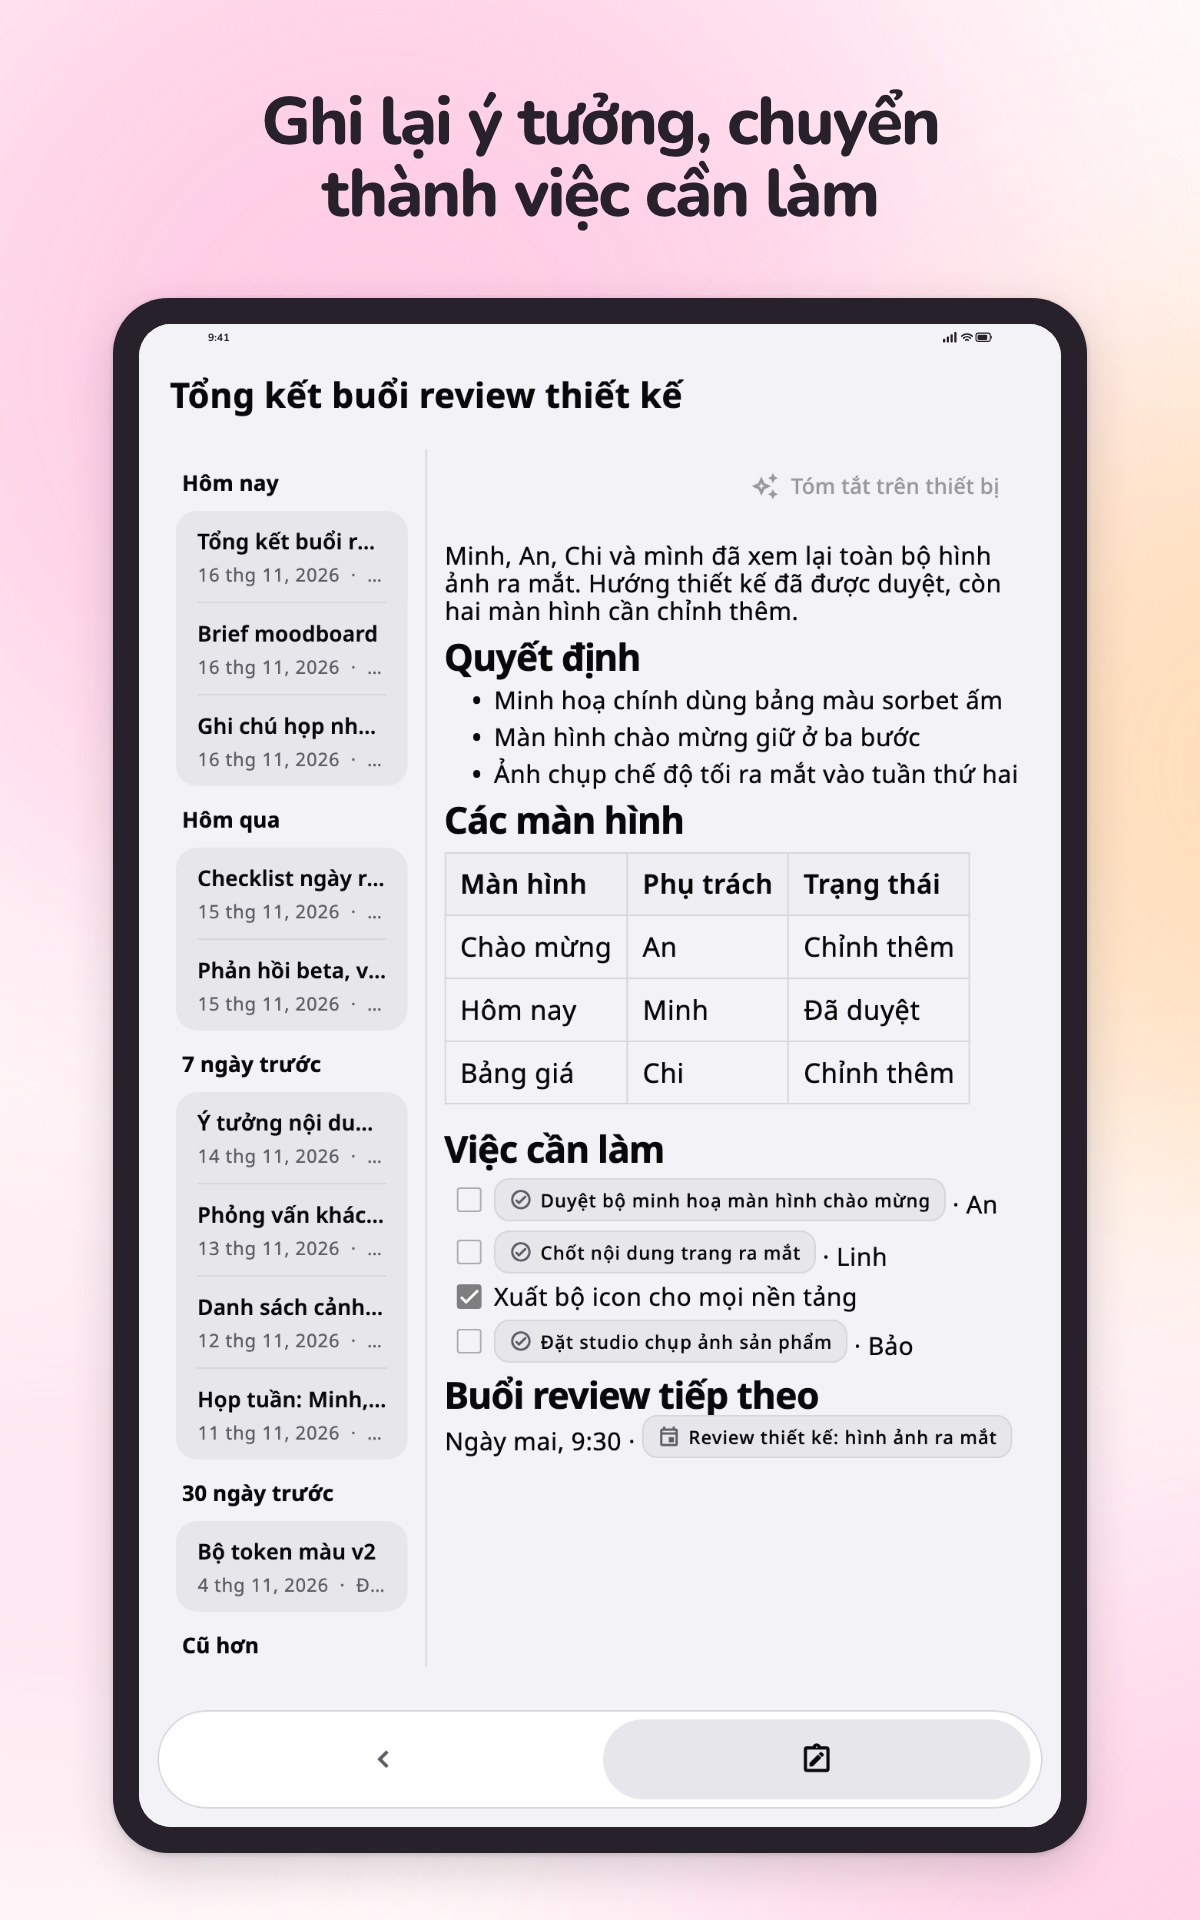 Ghi lại ý tưởng, chuyển
thành việc cần làm
9:41
Tổng kết buổi review thiết kế
Hôm nay
Tổng kết buổi r...
16 thg 11, 2026 · ...
Brief moodboard
16 thg 11, 2026 · ...
Ghi chú họp nh...
16 thg 11, 2026 · ...
Hôm qua
Checklist ngày r...
15 thg 11, 2026 · ...
Phản hồi beta, v...
15 thg 11, 2026 · ...
7 ngày trước
Ý tưởng nội du...
14 thg 11, 2026 · ...
Phỏng vấn khác...
13 thg 11, 2026 · ...
Danh sách cảnh...
12 thg 11, 2026 · ...
Họp tuần: Minh,...
11 thg 11, 2026 · ...
30 ngày trước
Bộ token màu v2
4 thg 11, 2026 · Đ...
Cũ hơn
Tóm tắt trên thiết bị
Minh, An, Chi và mình đã xem lại toàn bộ hình
ảnh ra mắt. Hướng thiết kế đã được duyệt, còn
hai màn hình cần chỉnh thêm.
Quyết định
• Minh hoạ chính dùng bảng màu sorbet ấm
• Màn hình chào mừng giữ ở ba bước
• Ảnh chụp chế độ tối ra mắt vào tuần thứ hai
Các màn hình
Màn hình Phụ trách Trạng thái
Chào mừng An Chỉnh thêm
Hôm nay Minh Đã duyệt
Bảng giá Chi Chỉnh thêm
Việc cần làm
Duyệt bộ minh hoạ màn hình chào mừng · An
Chốt nội dung trang ra mắt · Linh
Xuất bộ icon cho mọi nền tảng
Đặt studio chụp ảnh sản phẩm · Bảo
Buổi review tiếp theo
Ngày mai, 9:30 · Review thiết kế: hình ảnh ra mắt